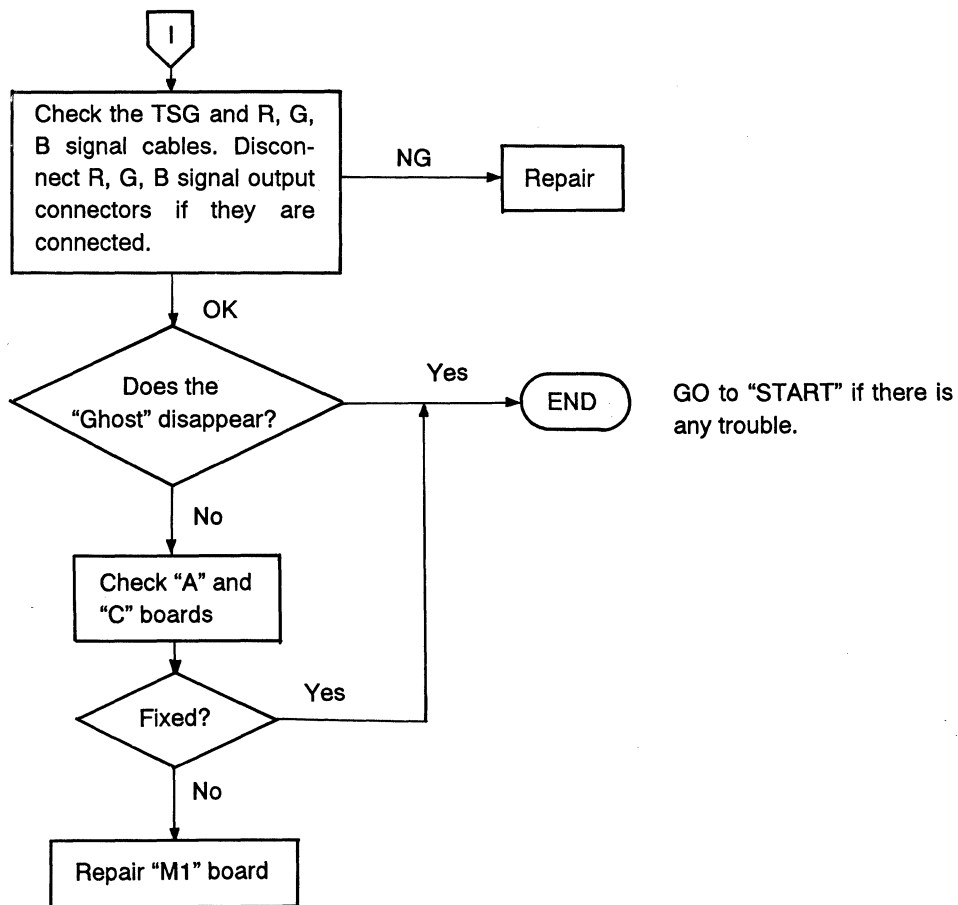 I
Check the TSG and R, G,
B signal cables. Discon-
nect R, G, B signal output
connectors if they are
connected.
NG
Repair
OK
Does the
“Ghost” disappear?
Yes
END
GO to “START” if there is
any trouble.
No
Check “A” and
“C” boards
Fixed?
Yes
No
Repair “M1” board